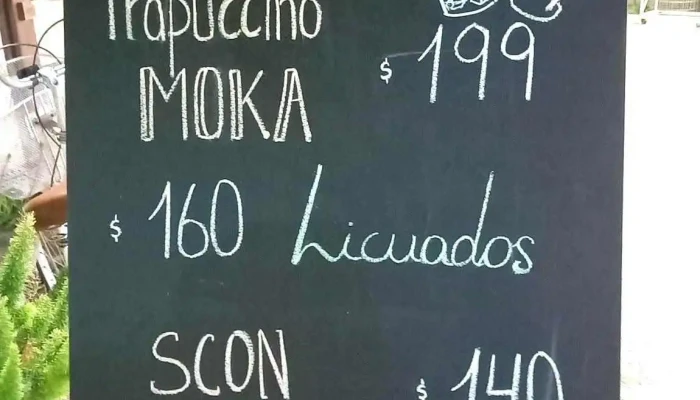 Frapuccino
MOKA $ 199
$ 160 Licuados
SCON $ 140